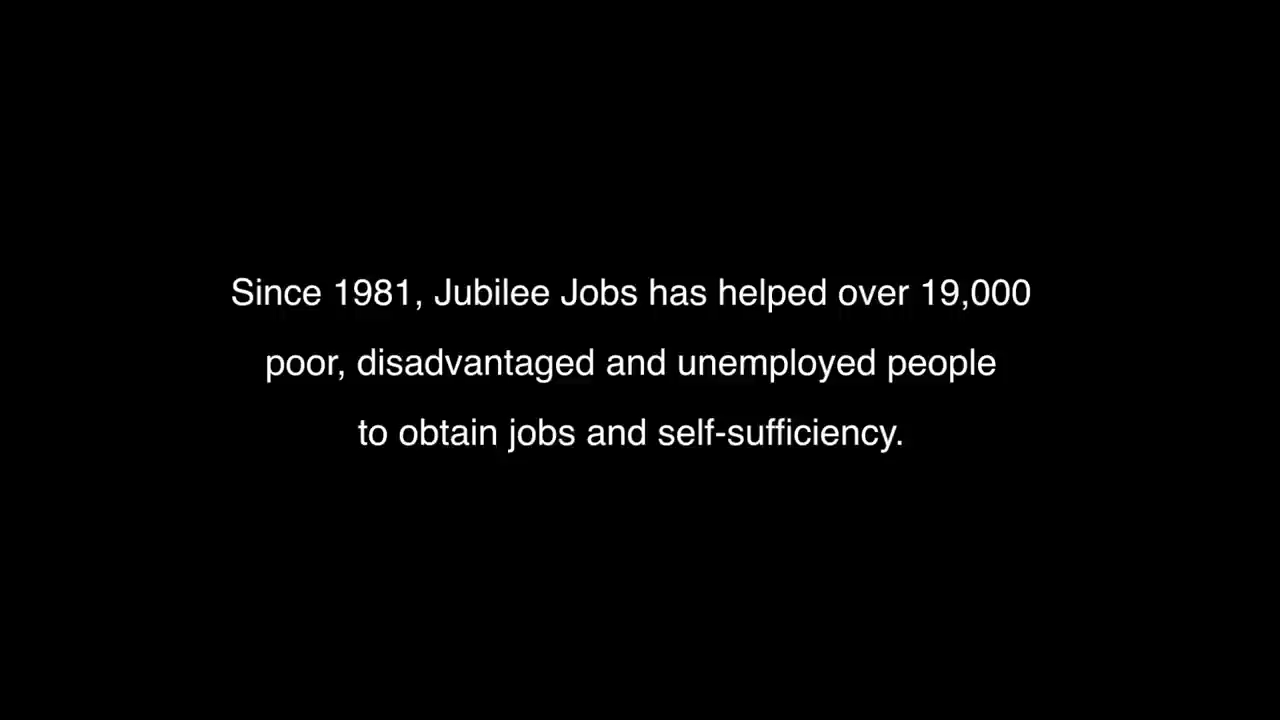 Since 1981, Jubilee Jobs has helped over 19,000
poor, disadvantaged and unemployed people
to obtain jobs and self-sufficiency.